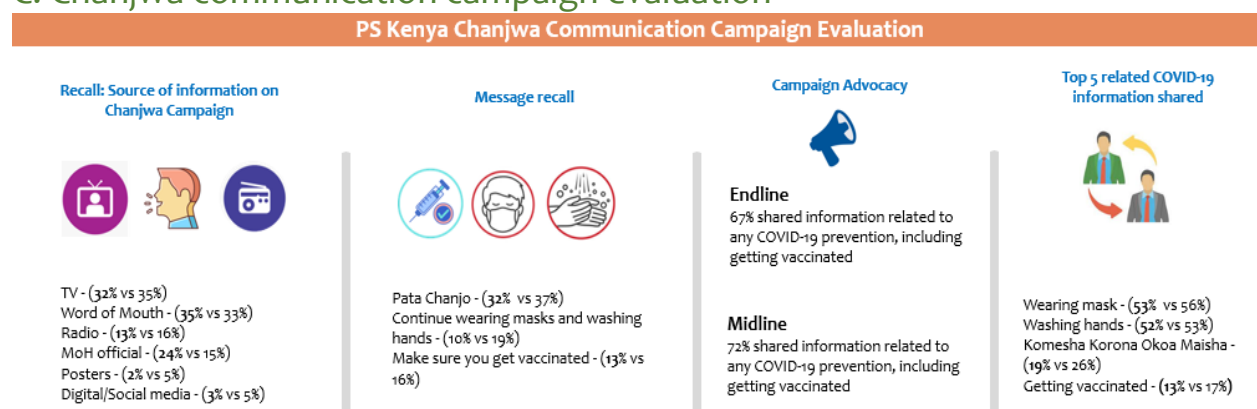 C. Chanjwa communication campaign evaluation
PS Kenya Chanjwa Communication Campaign Evaluation
Recall: Source of information on
Chanjwa Campaign
TV - (32% vs 35%)
Word of Mouth - (35% vs 33%)
Radio - (13% vs 16%)
MoH official - (24% vs 15%)
Posters - (2% vs 5%)
Digital/Social media - (3% vs 5%)
Message recall
Pata Chanjo - (32% vs 37%)
Continue wearing masks and washing
hands - (10% vs 19%)
Make sure you get vaccinated - (13% vs
16%)
Campaign Advocacy
Endline
67% shared information related to
any COVID-19 prevention, including
getting vaccinated
Midline
72% shared information related to
any COVID-19 prevention, including
getting vaccinated
Top 5 related COVID-19
information shared
Wearing mask - (53% vs 56%)
Washing hands - (52% vs 53%)
Komesha Korona Okoa Maisha -
(19% vs 26%)
Getting vaccinated - (13% vs 17%)